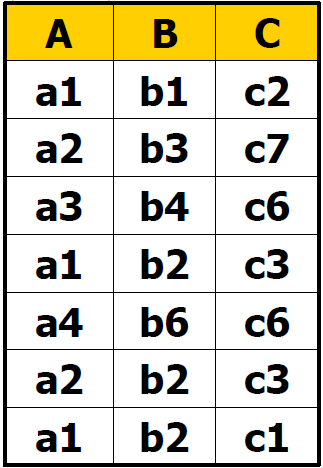 A B C
a1 b1 c2
a2 b3 c7
a3 b4 c6
a1 b2 c3
a4 b6 c6
a2 b2 c3
a1 b2 c1